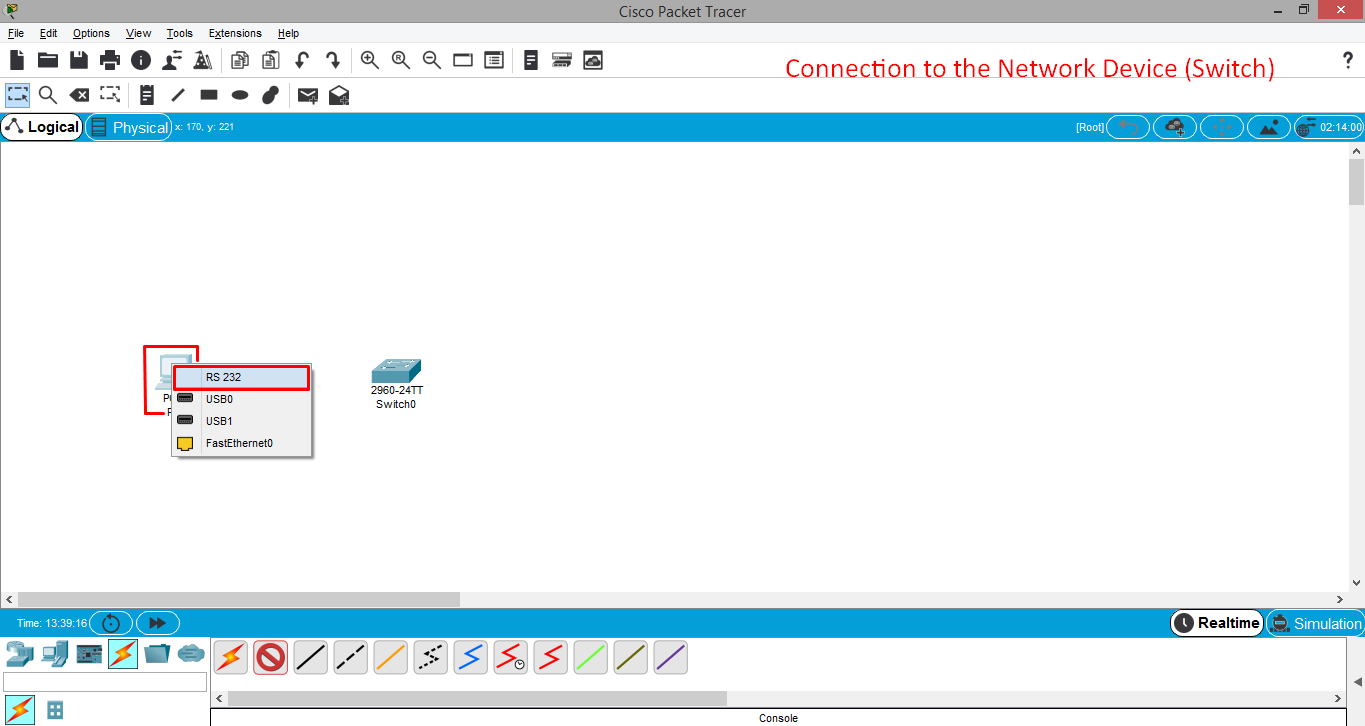 Cisco Packet Tracer
File Edit Options View Tools Extensions Help
Connection to the Network Device (Switch)
?
Logical Physical x: 170, y: 221 [Root] 02:14:00
RS 232
USB0
USB1
FastEthernet0
2960-24TT
Switch0
Time: 13:39:16 Realtime Simulation
Console